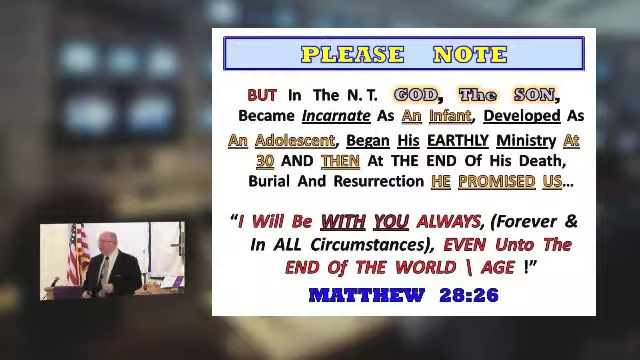 PLEASE NOTE
BUT In The N. T. GOD, The SON,
Became Incarnate As An Infant, Developed As
An Adolescent, Began His EARTHLY Ministry At
30 AND THEN At THE END Of His Death,
Burial And Resurrection HE PROMISED US...
“I Will Be WITH YOU ALWAYS, (Forever &
In ALL Circumstances), EVEN Unto The
END Of THE WORLD \ AGE !”
MATTHEW 28:26